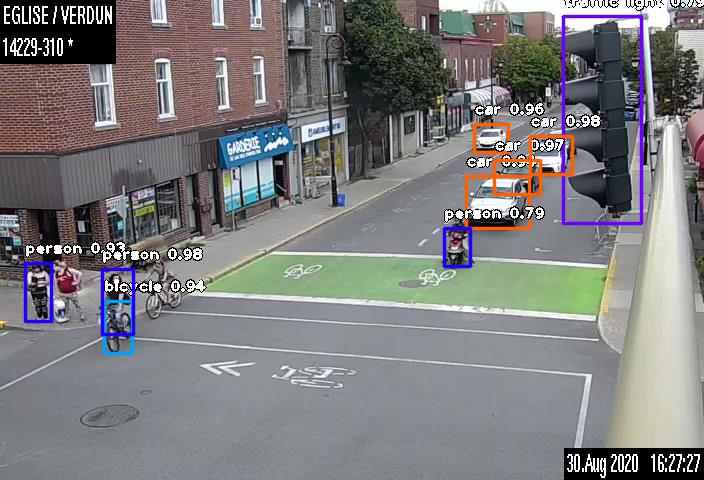 EGLISE / VERDUN
14229-310 *
traffic light 0.79
car 0.96
car 0.98
car 0.97
person 0.79
GARDERIE
person 0.93
person 0.98
bicycle 0.94
30.Aug 2020 16:27:27